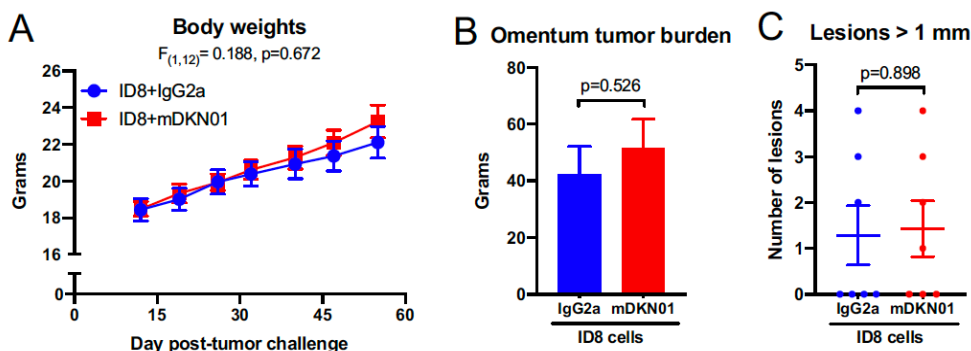 A
Body weights
F(1,12)= 0.188, p=0.672
ID8+IgG2a
ID8+mDKN01
Grams
26
24
22
20
18
16
0
0
15
30
45
60
Day post-tumor challenge
B
Omentum tumor burden
p=0.526
Grams
80
60
40
20
0
IgG2a
mDKN01
ID8 cells
C
Lesions > 1 mm
p=0.898
Number of lesions
5
4
3
2
1
0
IgG2a
mDKN01
ID8 cells